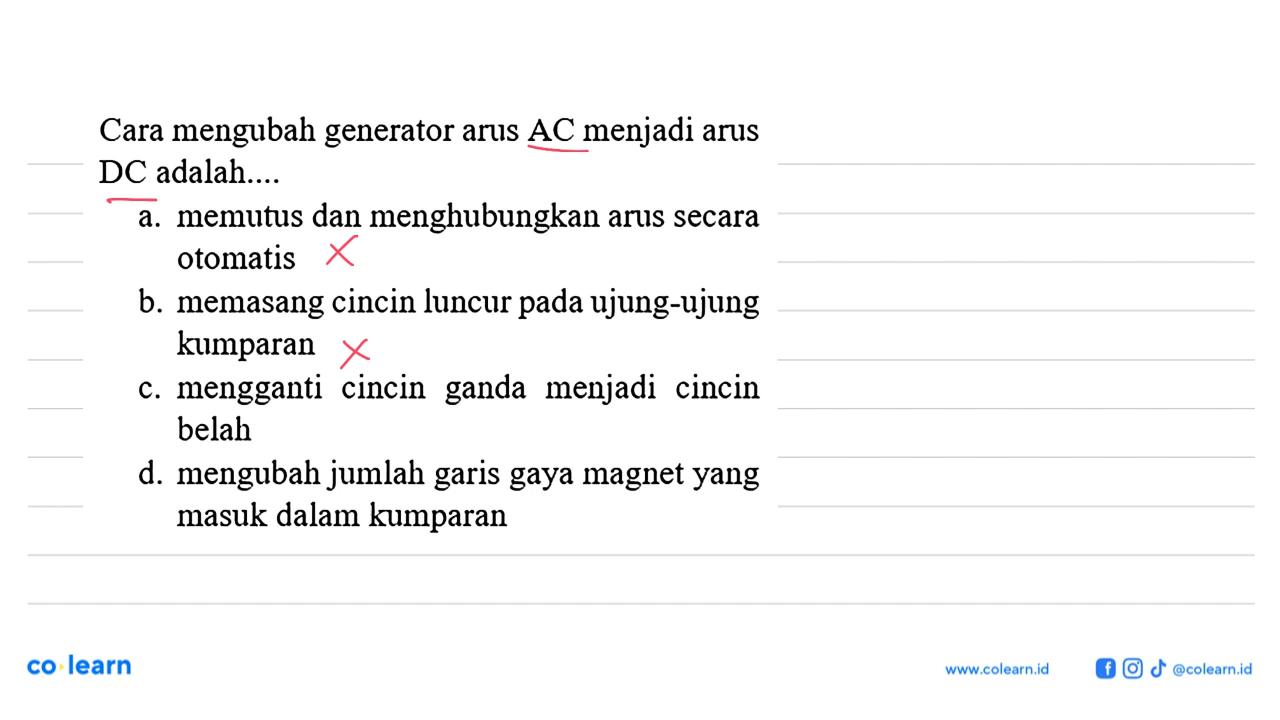 Cara mengubah generator arus AC menjadi arus
DC adalah....
a. memutus dan menghubungkan arus secara
otomatis
b. memasang cincin luncur pada ujung-ujung
kumparan
c. mengganti cincin ganda menjadi cincin
belah
d. mengubah jumlah garis gaya magnet yang
masuk dalam kumparan
co learn
www.colearn.id @colearn.id